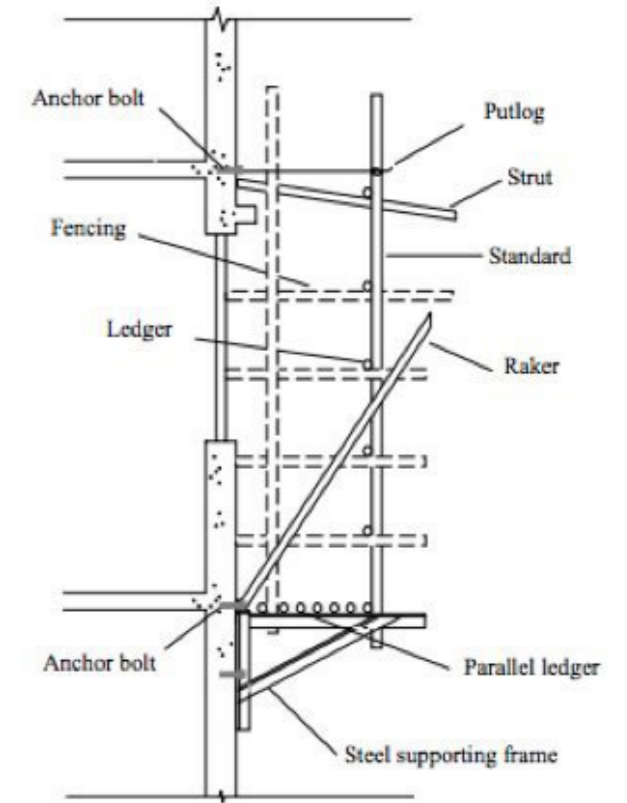 Anchor bolt
Putlog
Strut
Fencing
Standard
Ledger
Raker
Anchor bolt
Parallel ledger
Steel supporting frame